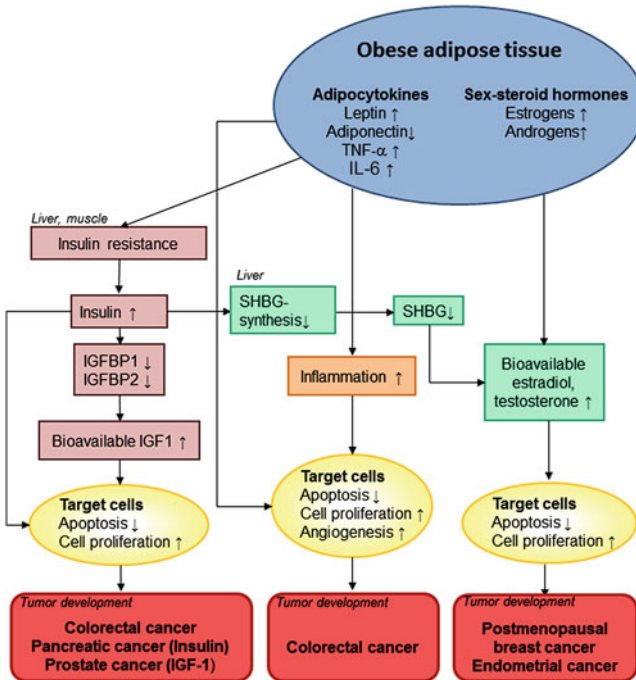 Obese adipose tissue
Adipocytokines
Leptin ↑
Adiponectin↓
TNF-α ↑
IL-6 ↑
Sex-steroid hormones
Estrogens ↑
Androgens↑
Liver, muscle
Insulin resistance
Insulin ↑
IGFBP1 ↓
IGFBP2 ↓
Bioavailable IGF1 ↑
Liver
SHBG-
synthesis↓
SHBG↓
Inflammation ↑
Bioavailable
estradiol,
testosterone ↑
Target cells
Apoptosis ↓
Cell proliferation ↑
Target cells
Apoptosis ↓
Cell proliferation ↑
Angiogenesis ↑
Target cells
Apoptosis ↓
Cell proliferation ↑
Tumor development
Colorectal cancer
Pancreatic cancer (Insulin)
Prostate cancer (IGF-1)
Tumor development
Colorectal cancer
Tumor development
Postmenopausal
breast cancer
Endometrial cancer